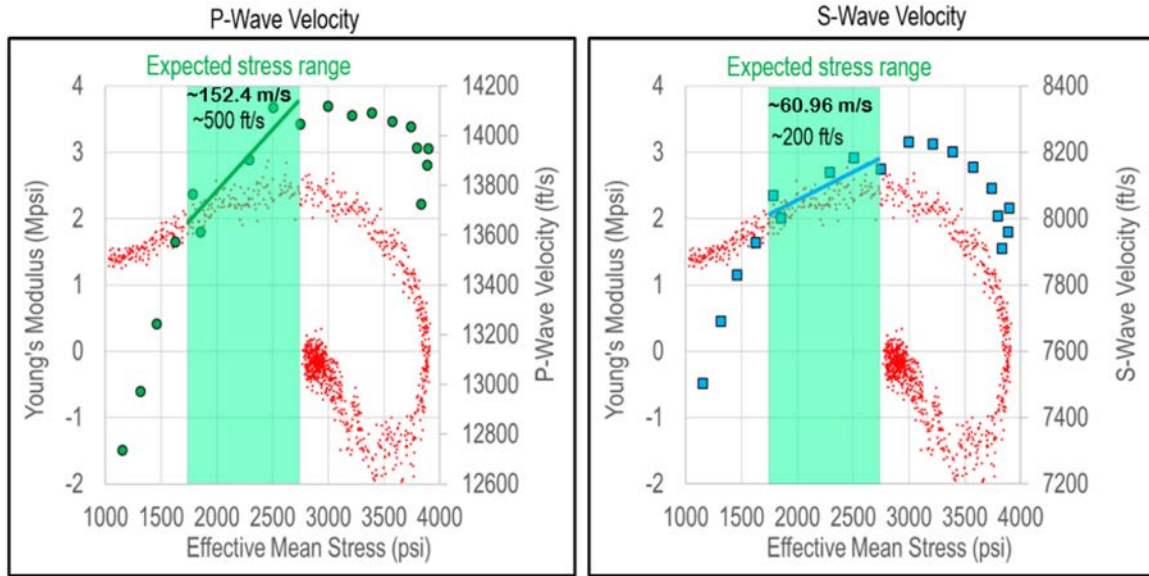 P-Wave Velocity
Expected stress range
~152.4 m/s
~500 ft/s
Young's Modulus (Mpsi)
4
3
2
1
0
-1
-2
14200
14000
13800
13600
13400
13200
13000
12800
12600
P-Wave Velocity (ft/s)
1000 1500 2000 2500 3000 3500 4000
Effective Mean Stress (psi)
S-Wave Velocity
Expected stress range
~60.96 m/s
~200 ft/s
Young's Modulus (Mpsi)
4
3
2
1
0
-1
-2
8400
8200
8000
7800
7600
7400
7200
S-Wave Velocity (ft/s)
1000 1500 2000 2500 3000 3500 4000
Effective Mean Stress (psi)